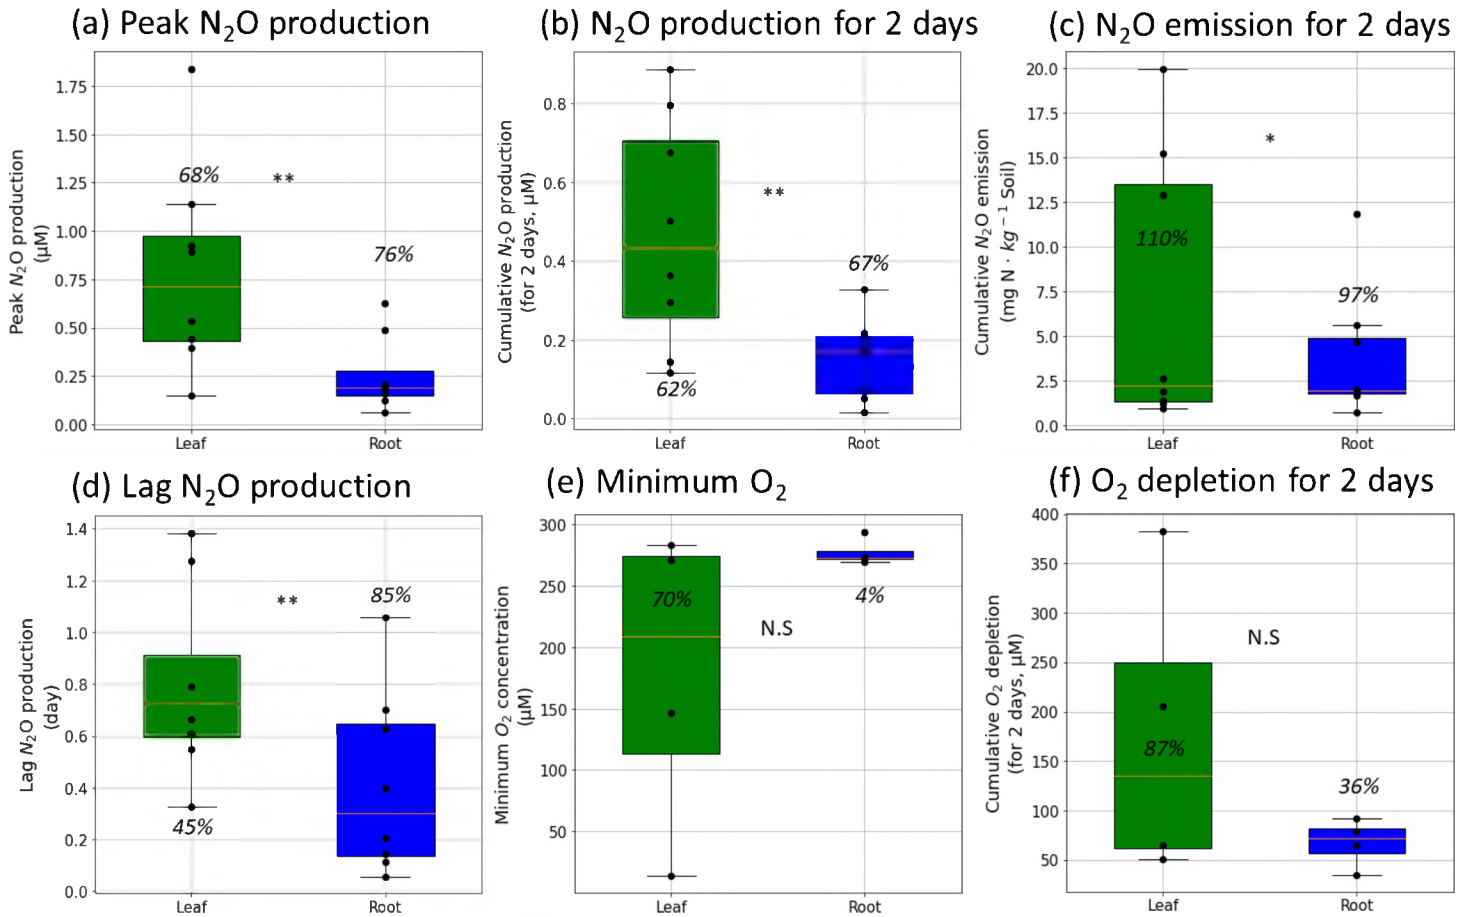 (a) Peak N₂O production
(b) N₂O production for 2 days
(c) N₂O emission for 2 days
Peak N₂O production
(μM)
1.75
1.50
1.25
1.00
0.75
0.50
0.25
0.00
68%
**
76%
Leaf
Root
Cumulative N₂O production
(for 2 days, μM)
0.8
0.6
0.4
0.2
0.0
**
67%
62%
Leaf
Root
Cumulative N₂O emission
(mg N · kg⁻¹ Soil)
20.0
17.5
15.0
12.5
10.0
7.5
5.0
2.5
0.0
*
110%
97%
Leaf
Root
(d) Lag N₂O production
(e) Minimum O₂
(f) O₂ depletion for 2 days
Lag N₂O production
(day)
1.4
1.2
1.0
0.8
0.6
0.4
0.2
0.0
**
85%
45%
Leaf
Root
Minimum O₂ concentration
(μM)
300
250
200
150
100
50
70%
4%
N.S
Leaf
Root
Cumulative O₂ depletion
(for 2 days, μM)
400
350
300
250
200
150
100
50
N.S
87%
36%
Leaf
Root